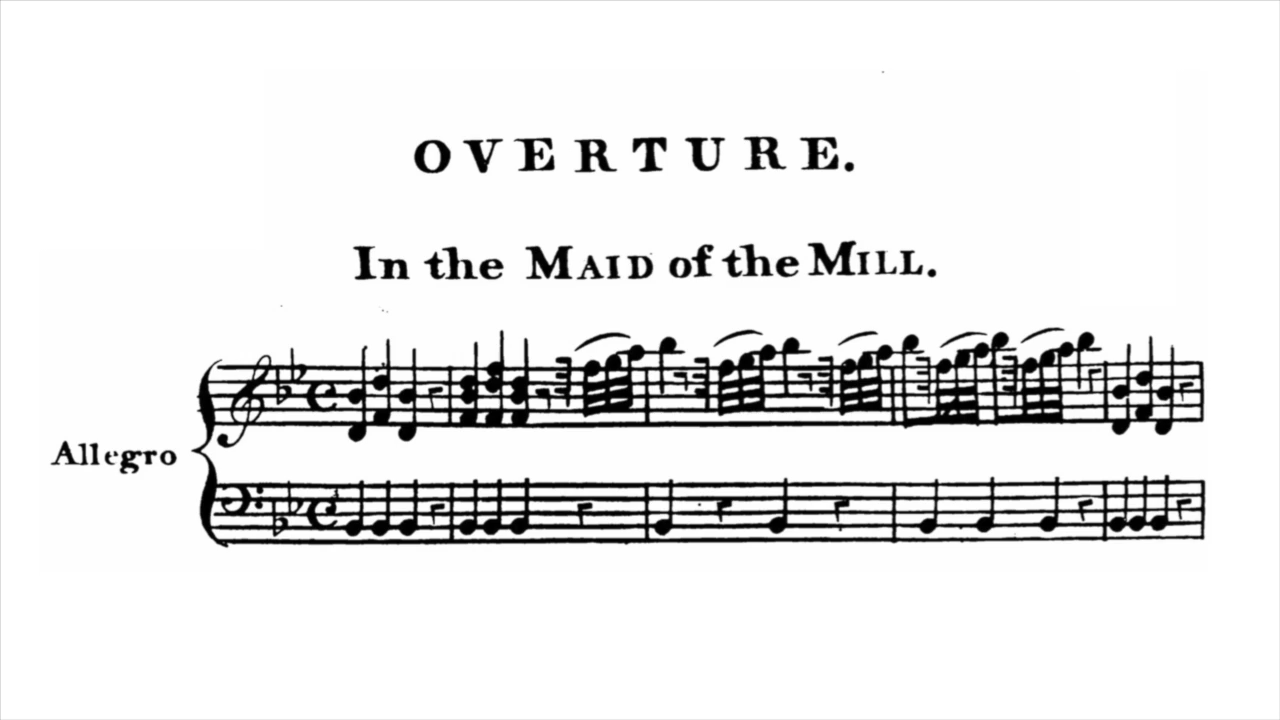 OVERTURE.
In the MAID of the MILL.
Allegro